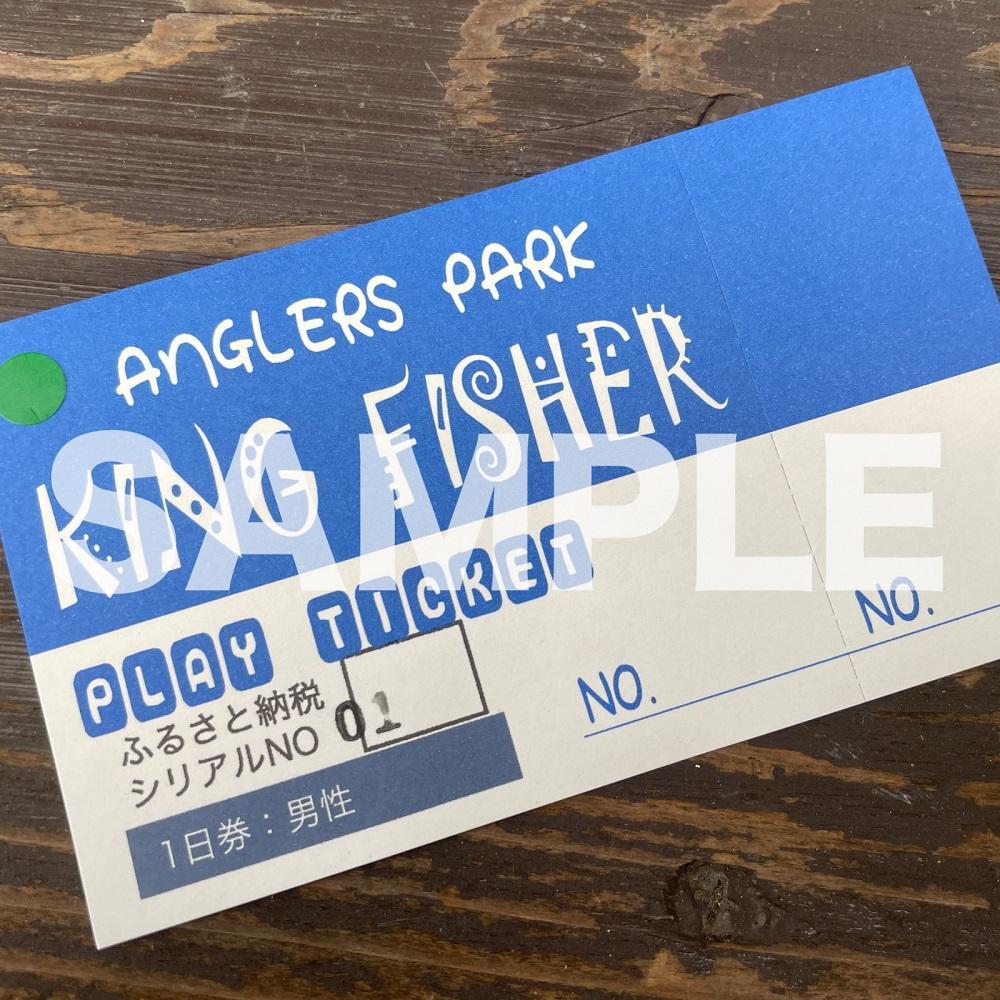 ANGLERS PARK
KING FISHER
SAMPLE
PLAY TICKET
ふるさと納税
シリアルNO 01
1日券：男性
NO.
NO.